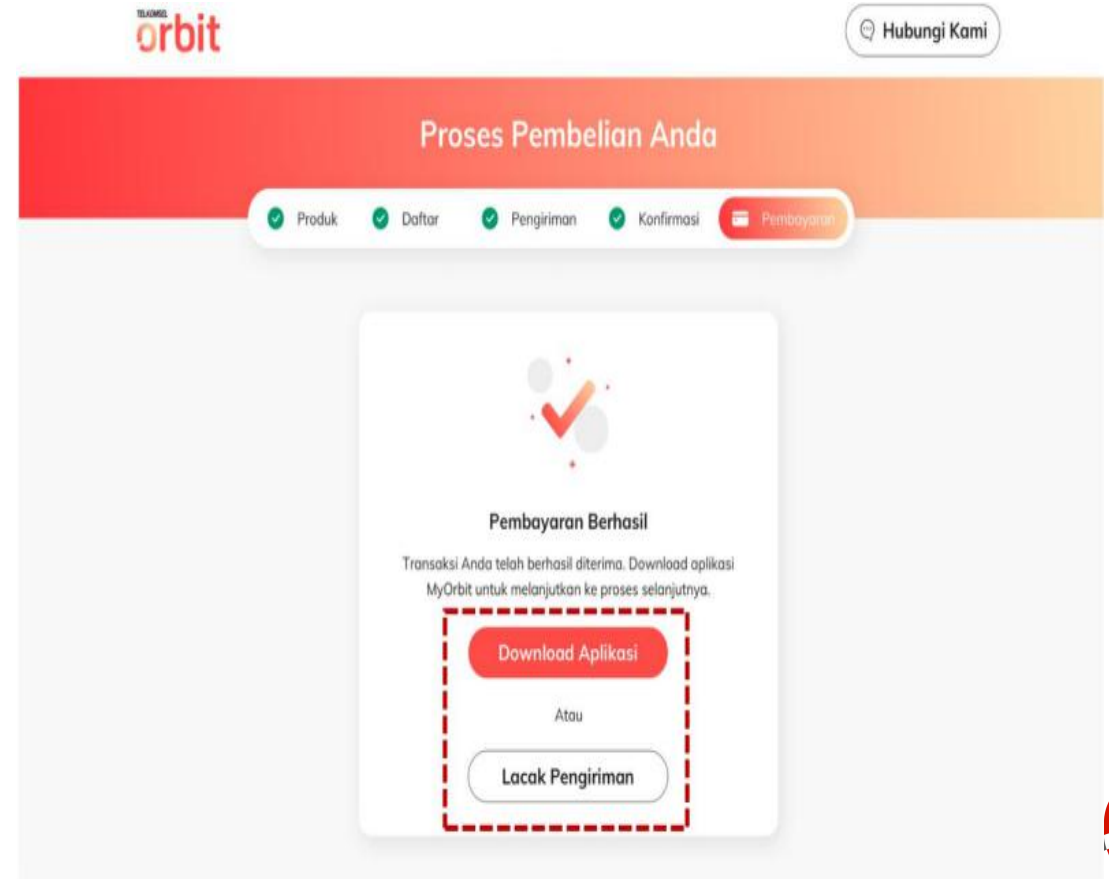 TELKOMSEL
orbit
Hubungi Kami
Proses Pembelian Anda
Produk Daftar Pengiriman Konfirmasi Pembayaran
Pembayaran Berhasil
Transaksi Anda telah berhasil diterima. Download aplikasi
MyOrbit untuk melanjutkan ke proses selanjutnya.
Download Aplikasi
Atau
Lacak Pengiriman